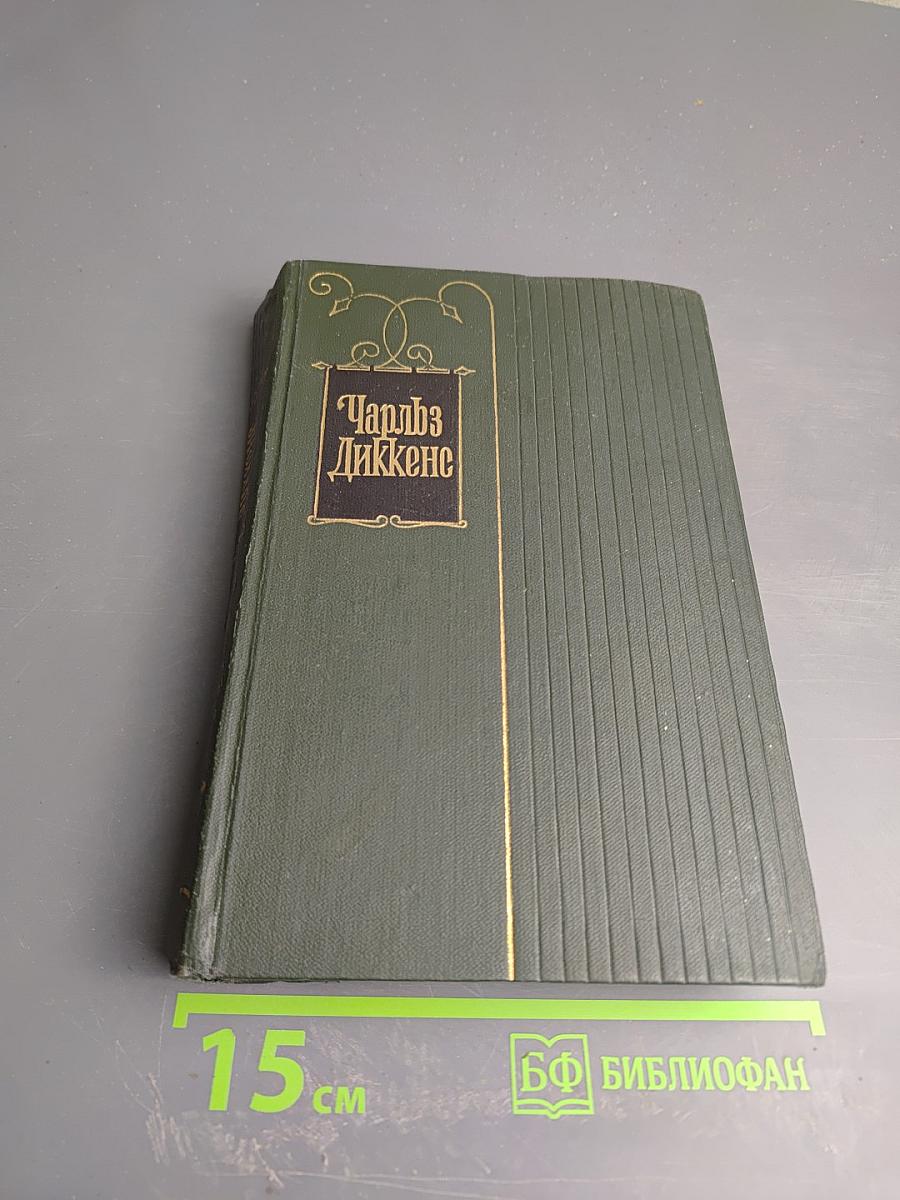 Чарльз
Диккенс
15 см
БФ БИБЛИОФАН